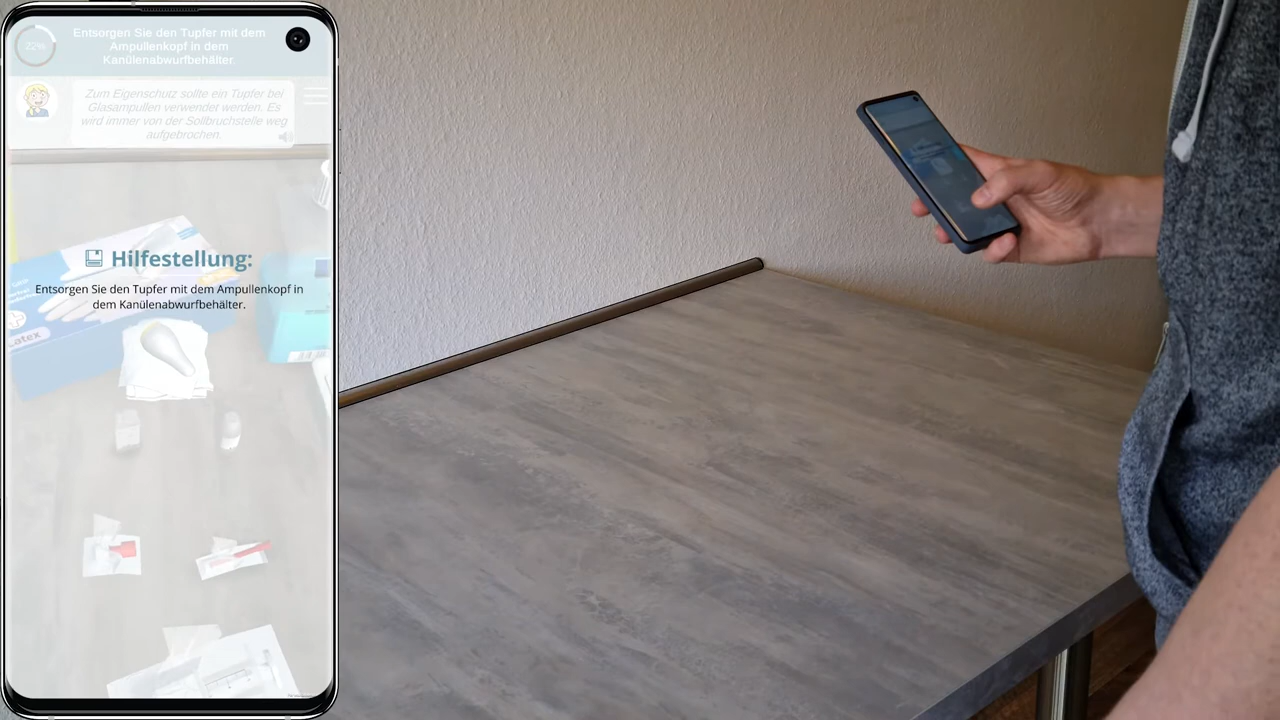 22%
Entsorgen Sie den Tupfer mit dem
Ampullenkopf in dem
Kanülenabwurfbehälter.
Zum Eigenschutz sollte ein Tupfer bei
Glasampullen verwendet werden. Es
wird immer von der Sollbruchstelle weg
aufgebrochen.
Hilfestellung:
Entsorgen Sie den Tupfer mit dem Ampullenkopf in
dem Kanülenabwurfbehälter.
Latex